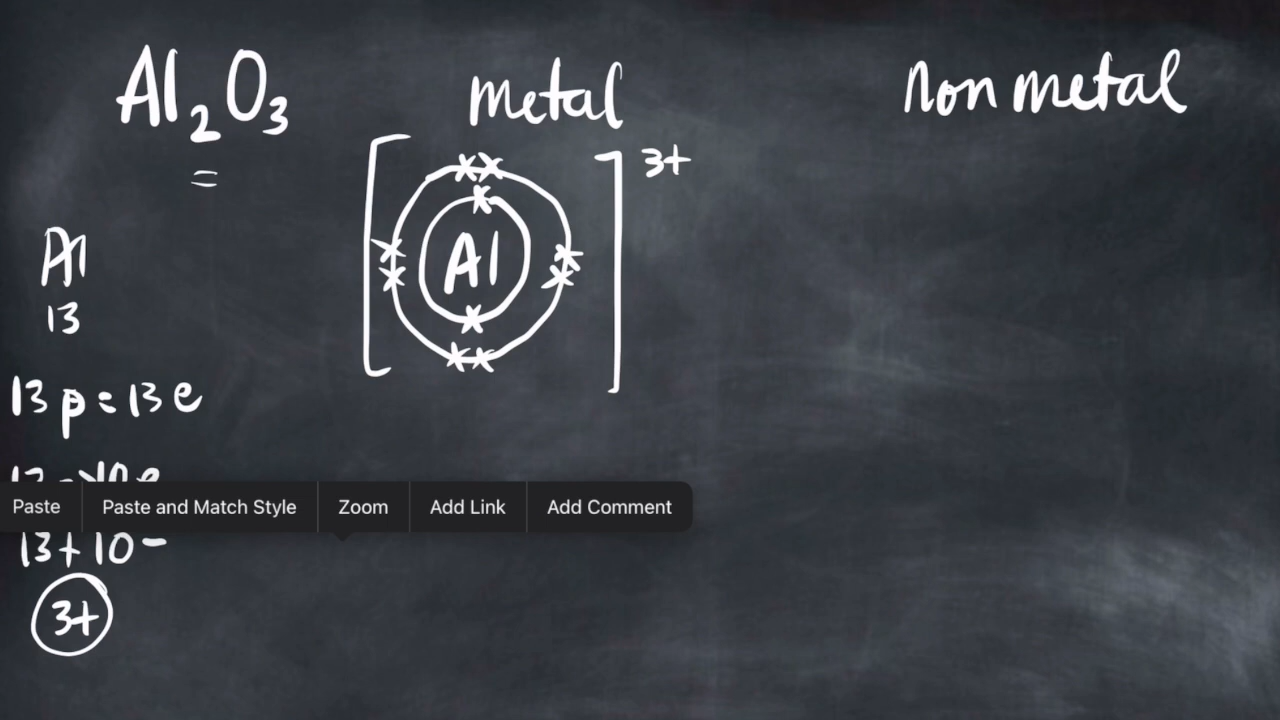 Al₂O₃
metal
non metal
=
[Al] 3+
Al
13
13 p = 13 e
Paste
Paste and Match Style
Zoom
Add Link
Add Comment
13+ 10-
3+